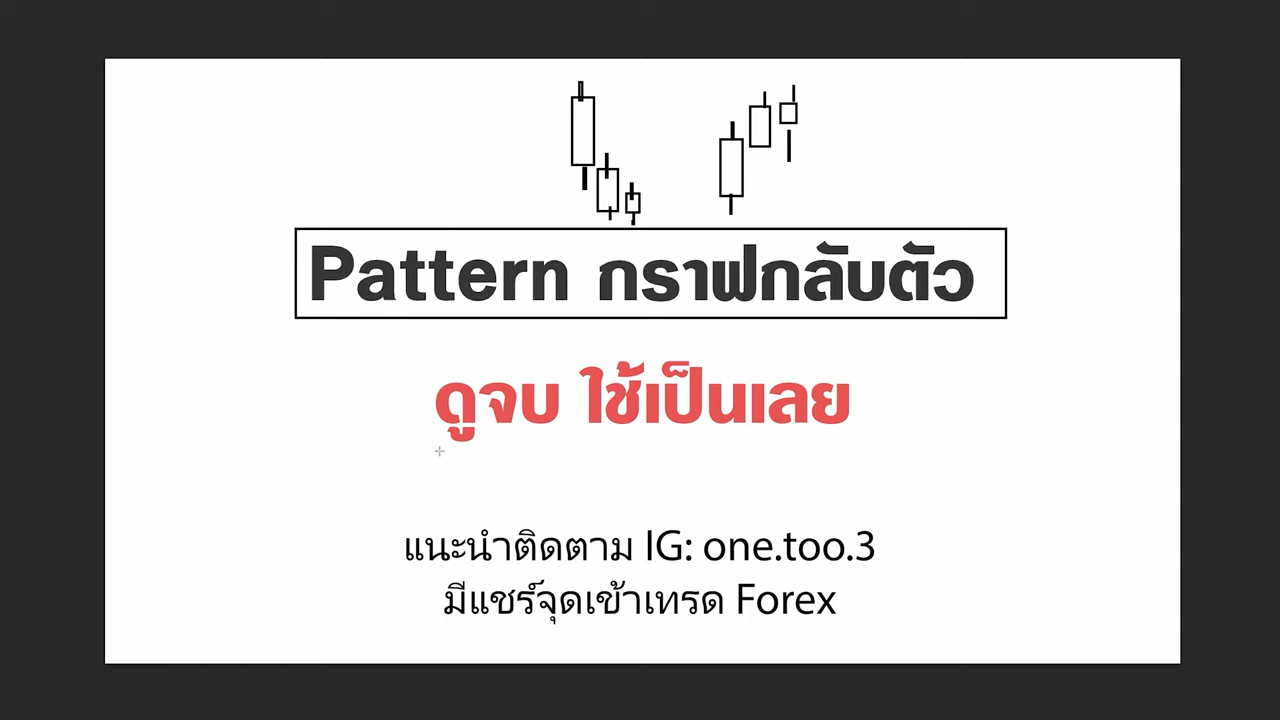 Pattern กราฟกลับตัว
ดูจบ ใช้เป็นเลย
แนะนำติดตาม IG: one.too.3
มีแชร์จุดเข้าเทรด Forex